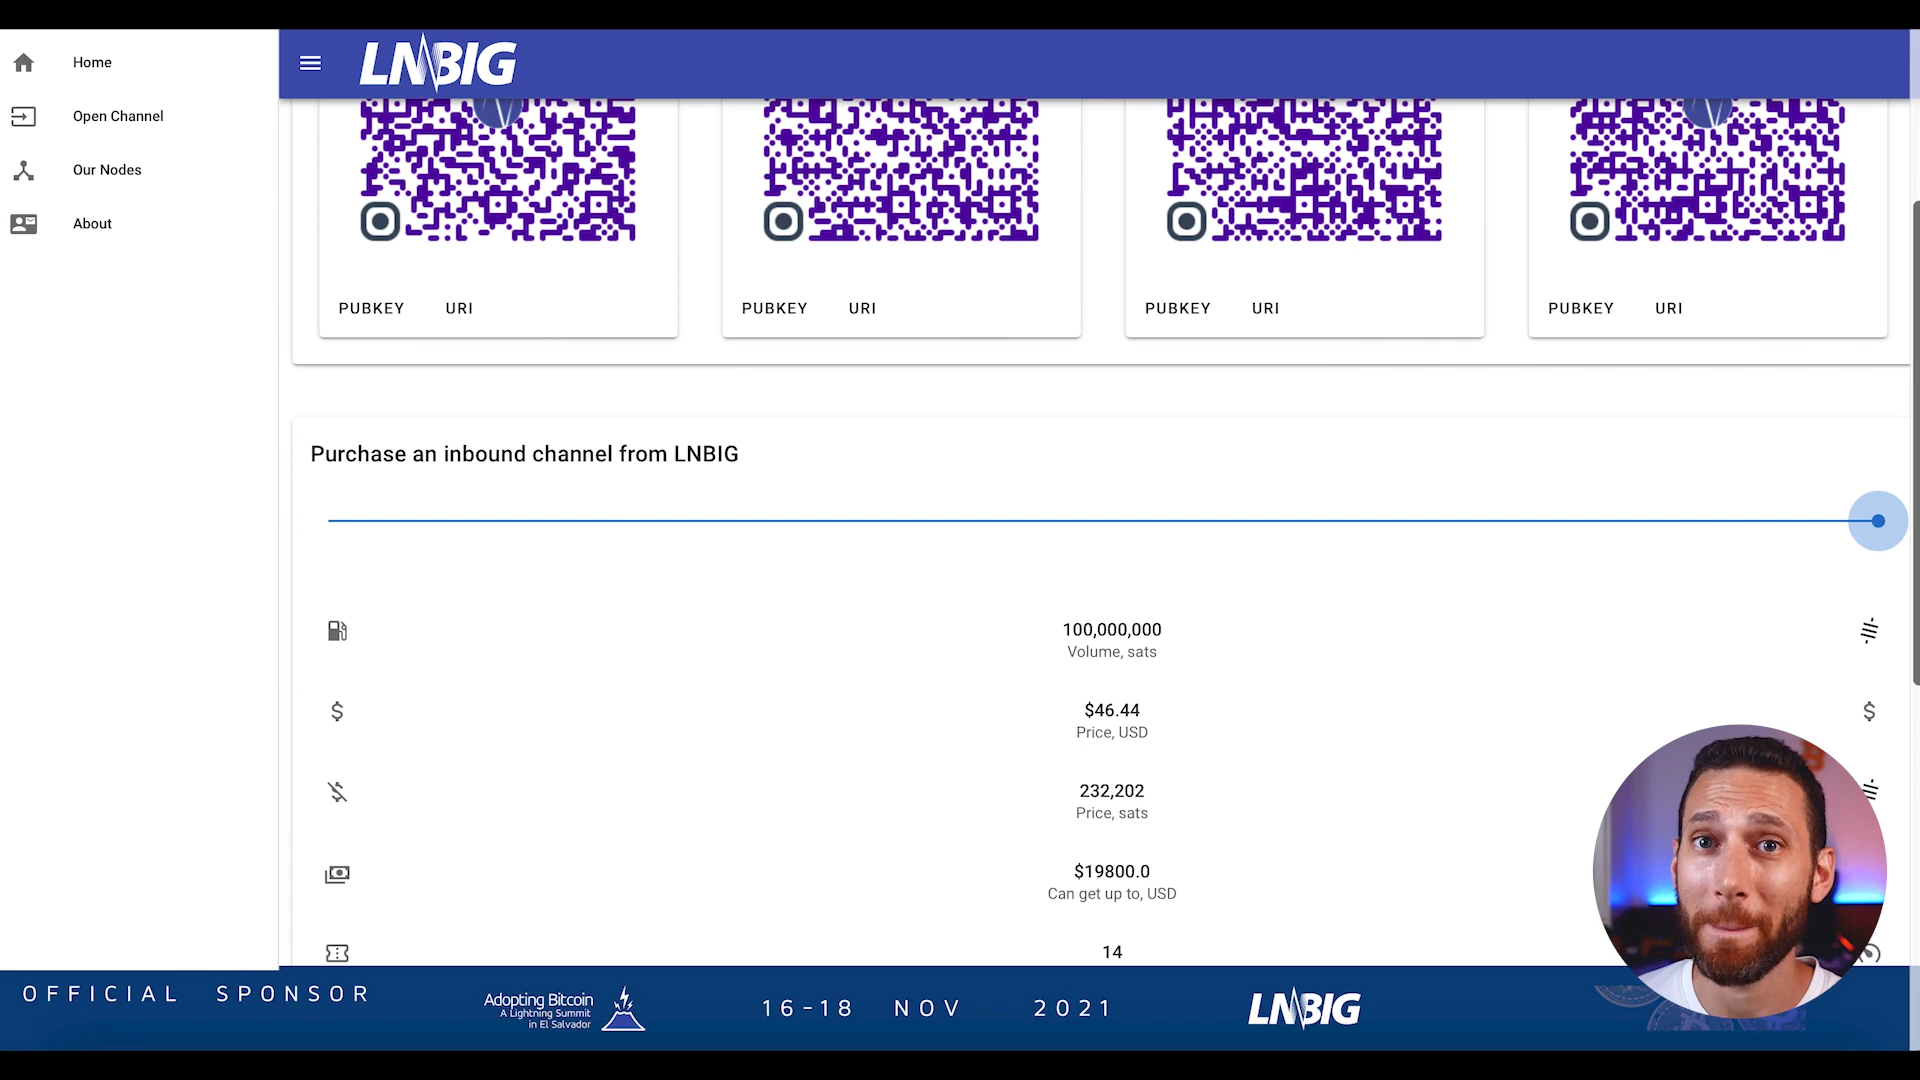 Home
Open Channel
Our Nodes
About
LNBIG
PUBKEY URI
PUBKEY URI
PUBKEY URI
PUBKEY URI
Purchase an inbound channel from LNBIG
100,000,000
Volume, sats
$46.44
Price, USD
232,202
Price, sats
$19800.0
Can get up to, USD
14
OFFICIAL SPONSOR
Adopting Bitcoin
A Lightning Summit
in El Salvador
16-18 NOV 2021
LNBIG